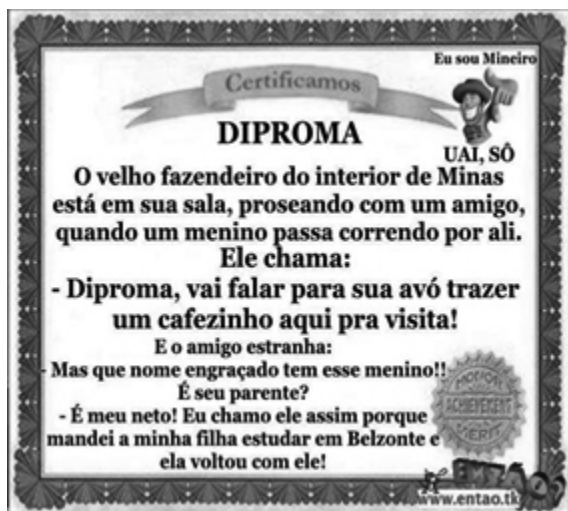 Eu sou Mineiro
Certificamos
DIPROMA
UAI, SÔ
O velho fazendeiro do interior de Minas
está em sua sala, proseando com um amigo,
quando um menino passa correndo por ali.
Ele chama:
- Diproma, vai falar para sua avó trazer
um cafezinho aqui pra visita!
E o amigo estranha:
- Mas que nome engraçado tem esse menino!!
É seu parente?
- É meu neto! Eu chamo ele assim porque
mandei a minha filha estudar em Belzonte e
ela voltou com ele!
ACHIEVEMENT
MERIT
ENTÃO
www.entao.tk